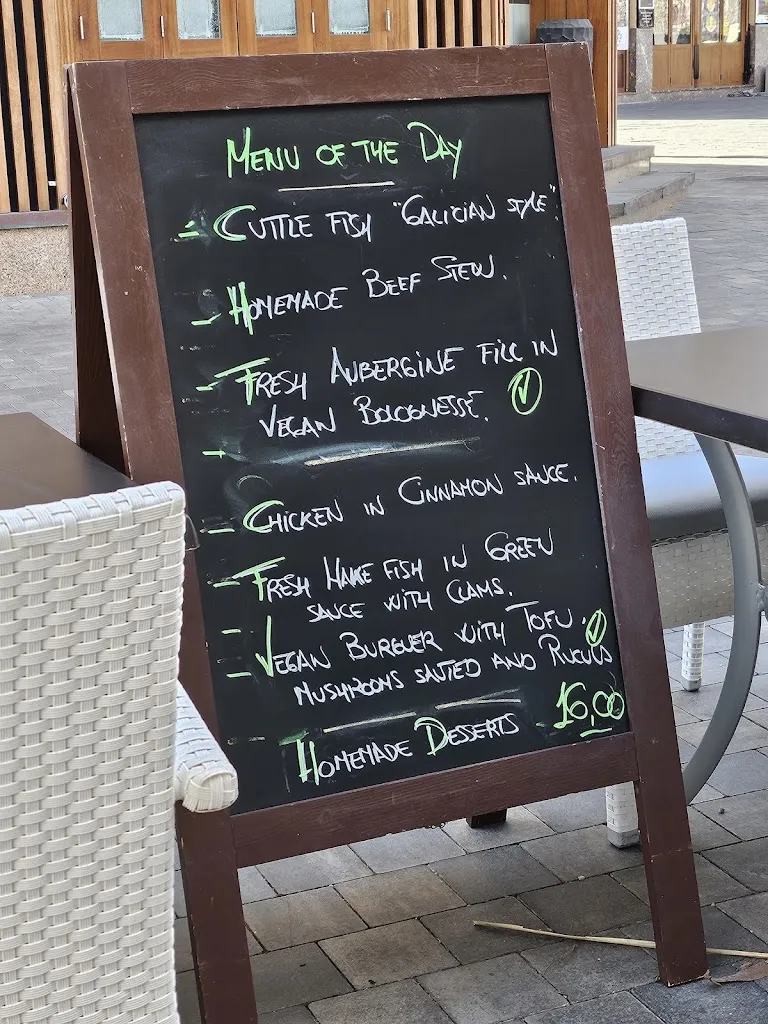 MENU OF THE DAY
- CUTTLE FISH "GALICIAN STYLE".
- HOMEMADE BEEF STEW.
- FRESH AUBERGINE FILL IN
VEGAN BOLOGNESSE. ✓
- CHICKEN IN CINNAMON SAUCE.
- FRESH HAKE FISH IN GREEN
SAUCE WITH CLAMS.
- VEGAN BURGUER WITH TOFU. ✓
MUSHROOMS SAUTED AND RUCULA
16,00
HOMEMADE DESSERTS